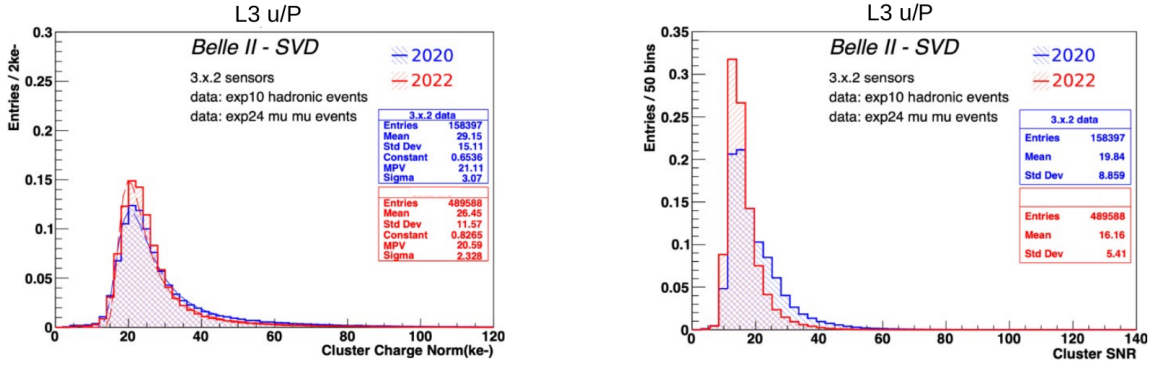 L3 u/P
Belle II - SVD
2020
2022
3.x.2 sensors
data: exp10 hadronic events
data: exp24 mu mu events
3.x.2 data
Entries 158397
Mean 29.15
Std Dev 15.11
Constant 0.6536
MPV 21.11
Sigma 3.07
Entries 489588
Mean 26.45
Std Dev 11.57
Constant 0.8265
MPV 20.59
Sigma 2.328
Entries / 2ke-
0.3
0.25
0.2
0.15
0.1
0.05
0
0 20 40 60 80 100 120
Cluster Charge Norm(ke-)
L3 u/P
Belle II - SVD
2020
2022
3.x.2 sensors
data: exp10 hadronic events
data: exp24 mu mu events
3.x.2 data
Entries 158397
Mean 19.84
Std Dev 8.859
Entries 489588
Mean 16.16
Std Dev 5.41
Entries / 50 bins
0.35
0.3
0.25
0.2
0.15
0.1
0.05
0
0 20 40 60 80 100 120 140
Cluster SNR